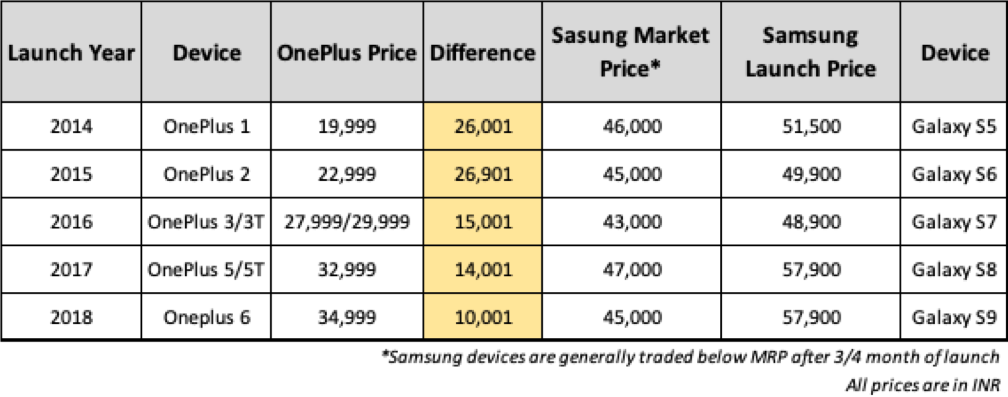 Launch Year Device OnePlus Price Difference Sasung Market Price* Samsung Launch Price Device
2014 OnePlus 1 19,999 26,001 46,000 51,500 Galaxy S5
2015 OnePlus 2 22,999 26,901 45,000 49,900 Galaxy S6
2016 OnePlus 3/3T 27,999/29,999 15,001 43,000 48,900 Galaxy S7
2017 OnePlus 5/5T 32,999 14,001 47,000 57,900 Galaxy S8
2018 Oneplus 6 34,999 10,001 45,000 57,900 Galaxy S9
*Samsung devices are generally traded below MRP after 3/4 month of launch
All prices are in INR